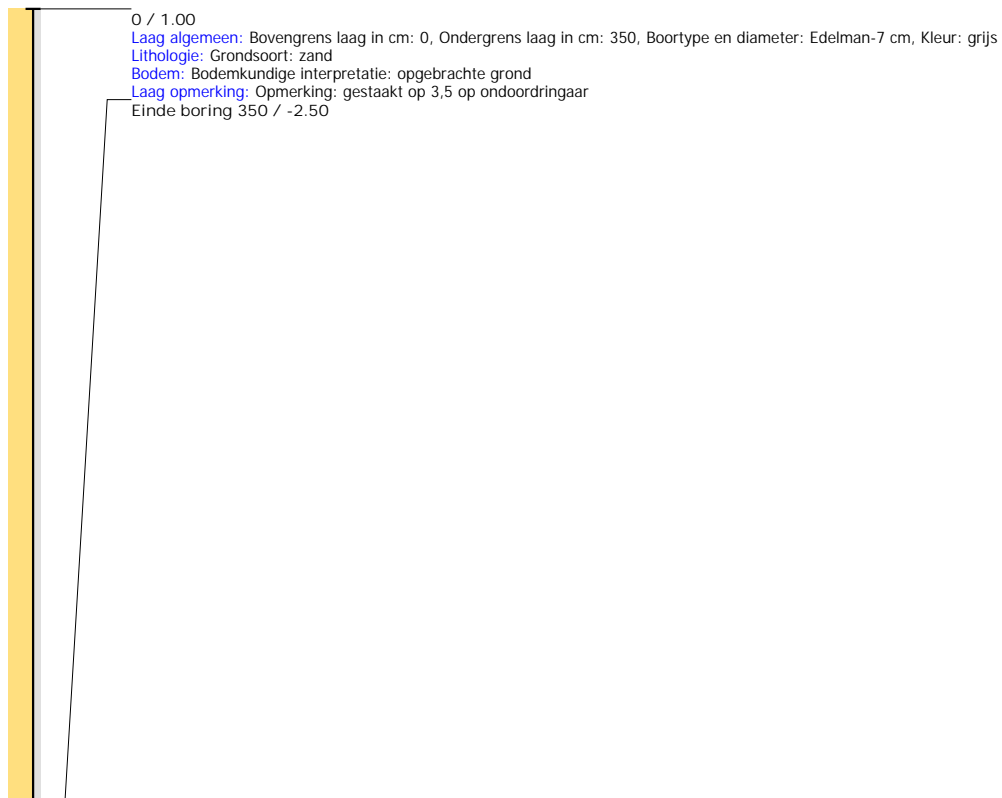 0 / 1.00
Laag algemeen: Bovengrens laag in cm: 0, Ondergrens laag in cm: 350, Boortype en diameter: Edelman-7 cm, Kleur: grijs
Lithologie: Grondsoort: zand
Bodem: Bodemkundige interpretatie: opgebrachte grond
Laag opmerking: Opmerking: gestaakt op 3,5 op ondoordringaar
Einde boring 350 / -2.50